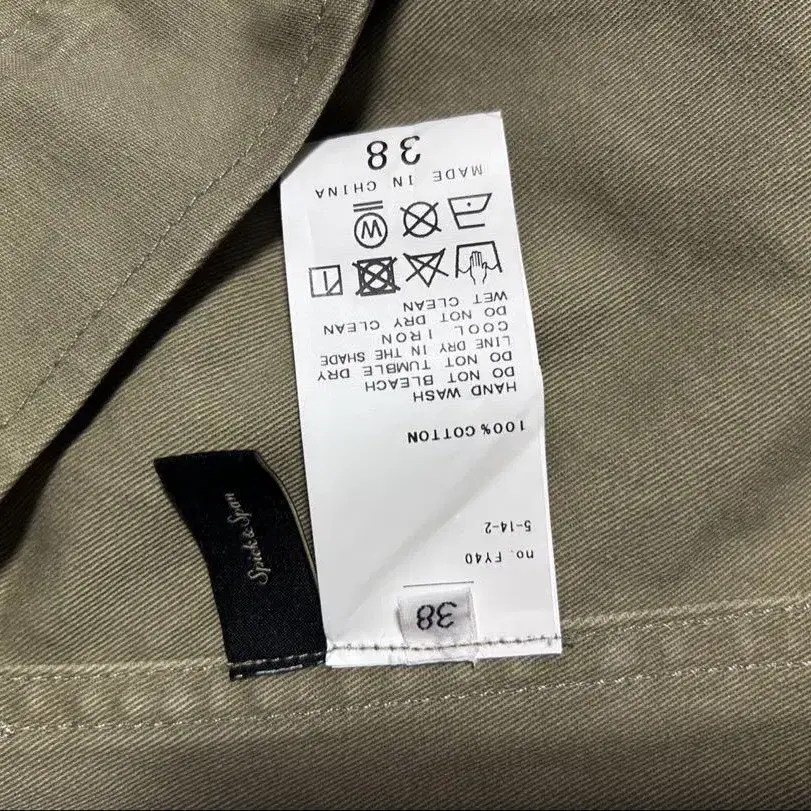 38
no. FY40
5-14-2
100% COTTON
HAND WASH
DO NOT BLEACH
DO NOT TUMBLE DRY
LINE DRY IN THE SHADE
COOL IRON
DO NOT DRY CLEAN
WET CLEAN
W
MADE IN CHINA
38
Spick & Span